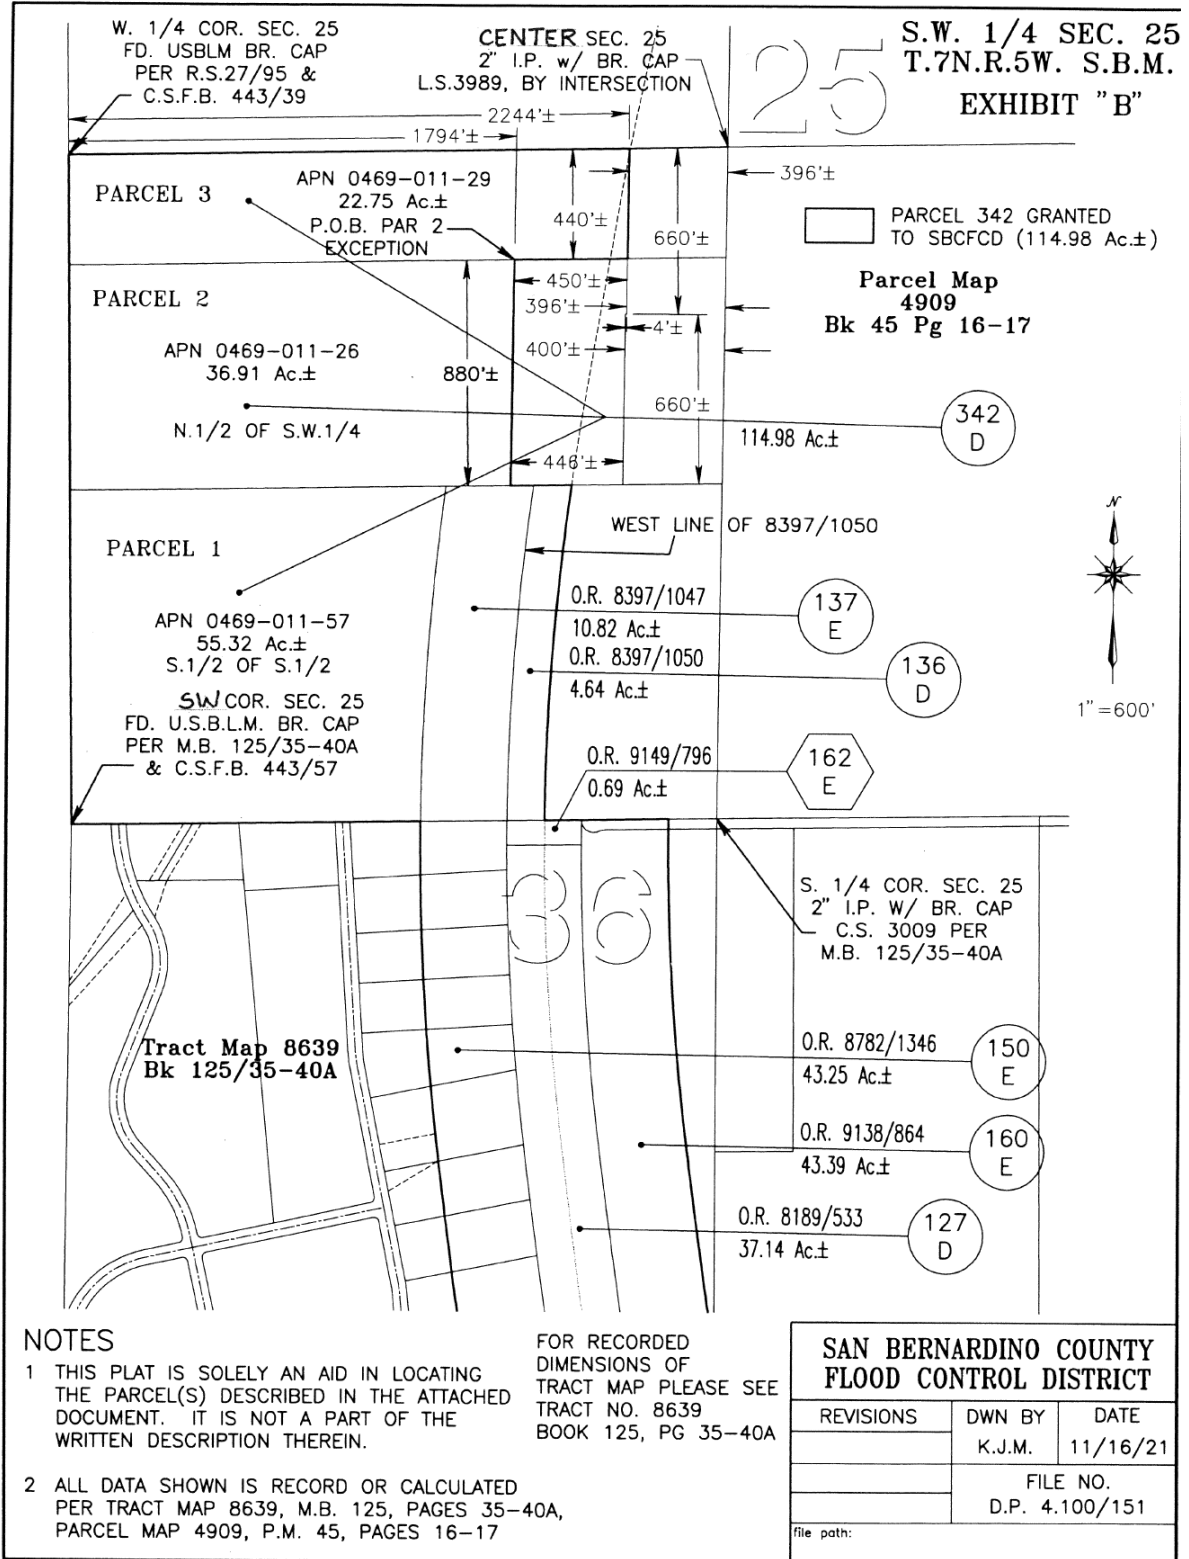 W. 1/4 COR. SEC. 25
FD. USBLM BR. CAP
PER R.S.27/95 &
C.S.F.B. 443/39
CENTER SEC. 25
2" I.P. w/ BR. CAP
L.S.3989, BY INTERSECTION
25
S.W. 1/4 SEC. 25
T.7N.R.5W. S.B.M.
EXHIBIT "B"
2244'±
1794'±
396'±
PARCEL 3
APN 0469-011-29
22.75 Ac.±
P.O.B. PAR 2
EXCEPTION
440'±
660'±
PARCEL 342 GRANTED
TO SBCFCD (114.98 Ac.±)
Parcel Map
4909
Bk 45 Pg 16-17
PARCEL 2
450'±
396'±
4'±
400'±
APN 0469-011-26
36.91 Ac.±
880'±
N.1/2 OF S.W.1/4
660'±
114.98 Ac.±
342
D
446'±
PARCEL 1
WEST LINE OF 8397/1050
N
1"=600'
O.R. 8397/1047
10.82 Ac.±
137
E
APN 0469-011-57
55.32 Ac.±
S.1/2 OF S.1/2
O.R. 8397/1050
4.64 Ac.±
136
D
SW COR. SEC. 25
FD. U.S.B.L.M. BR. CAP
PER M.B. 125/35-40A
& C.S.F.B. 443/57
O.R. 9149/796
0.69 Ac.±
162
E
36
S. 1/4 COR. SEC. 25
2" I.P. W/ BR. CAP
C.S. 3009 PER
M.B. 125/35-40A
Tract Map 8639
Bk 125/35-40A
O.R. 8782/1346
43.25 Ac.±
150
E
O.R. 9138/864
43.39 Ac.±
160
E
O.R. 8189/533
37.14 Ac.±
127
D
NOTES
1 THIS PLAT IS SOLELY AN AID IN LOCATING
THE PARCEL(S) DESCRIBED IN THE ATTACHED
DOCUMENT. IT IS NOT A PART OF THE
WRITTEN DESCRIPTION THEREIN.
2 ALL DATA SHOWN IS RECORD OR CALCULATED
PER TRACT MAP 8639, M.B. 125, PAGES 35-40A,
PARCEL MAP 4909, P.M. 45, PAGES 16-17
FOR RECORDED
DIMENSIONS OF
TRACT MAP PLEASE SEE
TRACT NO. 8639
BOOK 125, PG 35-40A
SAN BERNARDINO COUNTY
FLOOD CONTROL DISTRICT
REVISIONS
DWN BY
K.J.M.
DATE
11/16/21
FILE NO.
D.P. 4.100/151
file path: